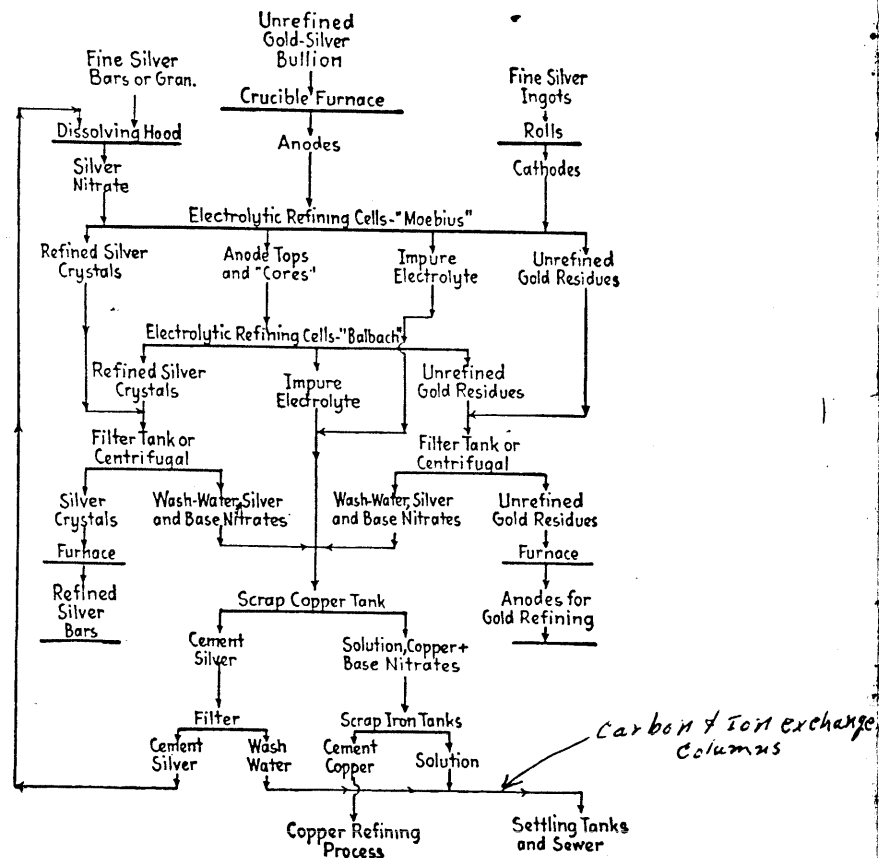 Unrefined
Gold-Silver
Bullion
Fine Silver
Bars or Gran.
Fine Silver
Ingots
Crucible Furnace
Dissolving Hood
Rolls
Anodes
Silver
Nitrate
Cathodes
Electrolytic Refining Cells-"Moebius"
Refined Silver
Crystals
Anode Tops
and "Cores"
Impure
Electrolyte
Unrefined
Gold Residues
Electrolytic Refining Cells-"Balbach"
Refined Silver
Crystals
Impure
Electrolyte
Unrefined
Gold Residues
Filter Tank or
Centrifugal
Filter Tank or
Centrifugal
Silver
Crystals
Wash-Water, Silver
and Base Nitrates
Wash-Water, Silver
and Base Nitrates
Unrefined
Gold Residues
Furnace
Furnace
Refined
Silver
Bars
Scrap Copper Tank
Anodes for
Gold Refining
Cement
Silver
Solution, Copper+
Base Nitrates
Filter
Scrap Iron Tanks
Carbon & Ion exchange
Columns
Cement
Silver
Wash
Water
Cement
Copper
Solution
Copper Refining
Process
Settling Tanks
and Sewer